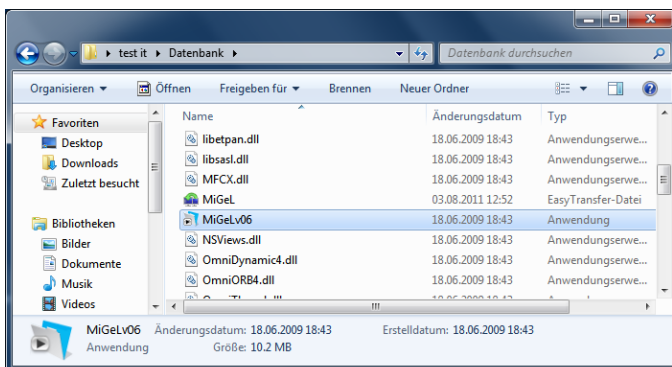 test it Datenbank Datenbank durchsuchen
Organisieren Öffnen Freigeben für Brennen Neuer Ordner
Favoriten
Desktop
Downloads
Zuletzt besucht
Bibliotheken
Bilder
Dokumente
Musik
Videos
Name Änderungsdatum Typ
libetpan.dll 18.06.2009 18:43 Anwendungserwe...
libsasl.dll 18.06.2009 18:43 Anwendungserwe...
MFCX.dll 18.06.2009 18:43 Anwendungserwe...
MiGeL 03.08.2011 12:52 EasyTransfer-Datei
MiGeLv06 18.06.2009 18:43 Anwendung
NSViews.dll 18.06.2009 18:43 Anwendungserwe...
OmniDynamic4.dll 18.06.2009 18:43 Anwendungserwe...
OmniORB4.dll 18.06.2009 18:43 Anwendungserwe...
MiGeLv06 Änderungsdatum: 18.06.2009 18:43 Erstelldatum: 18.06.2009 18:43
Anwendung Größe: 10.2 MB